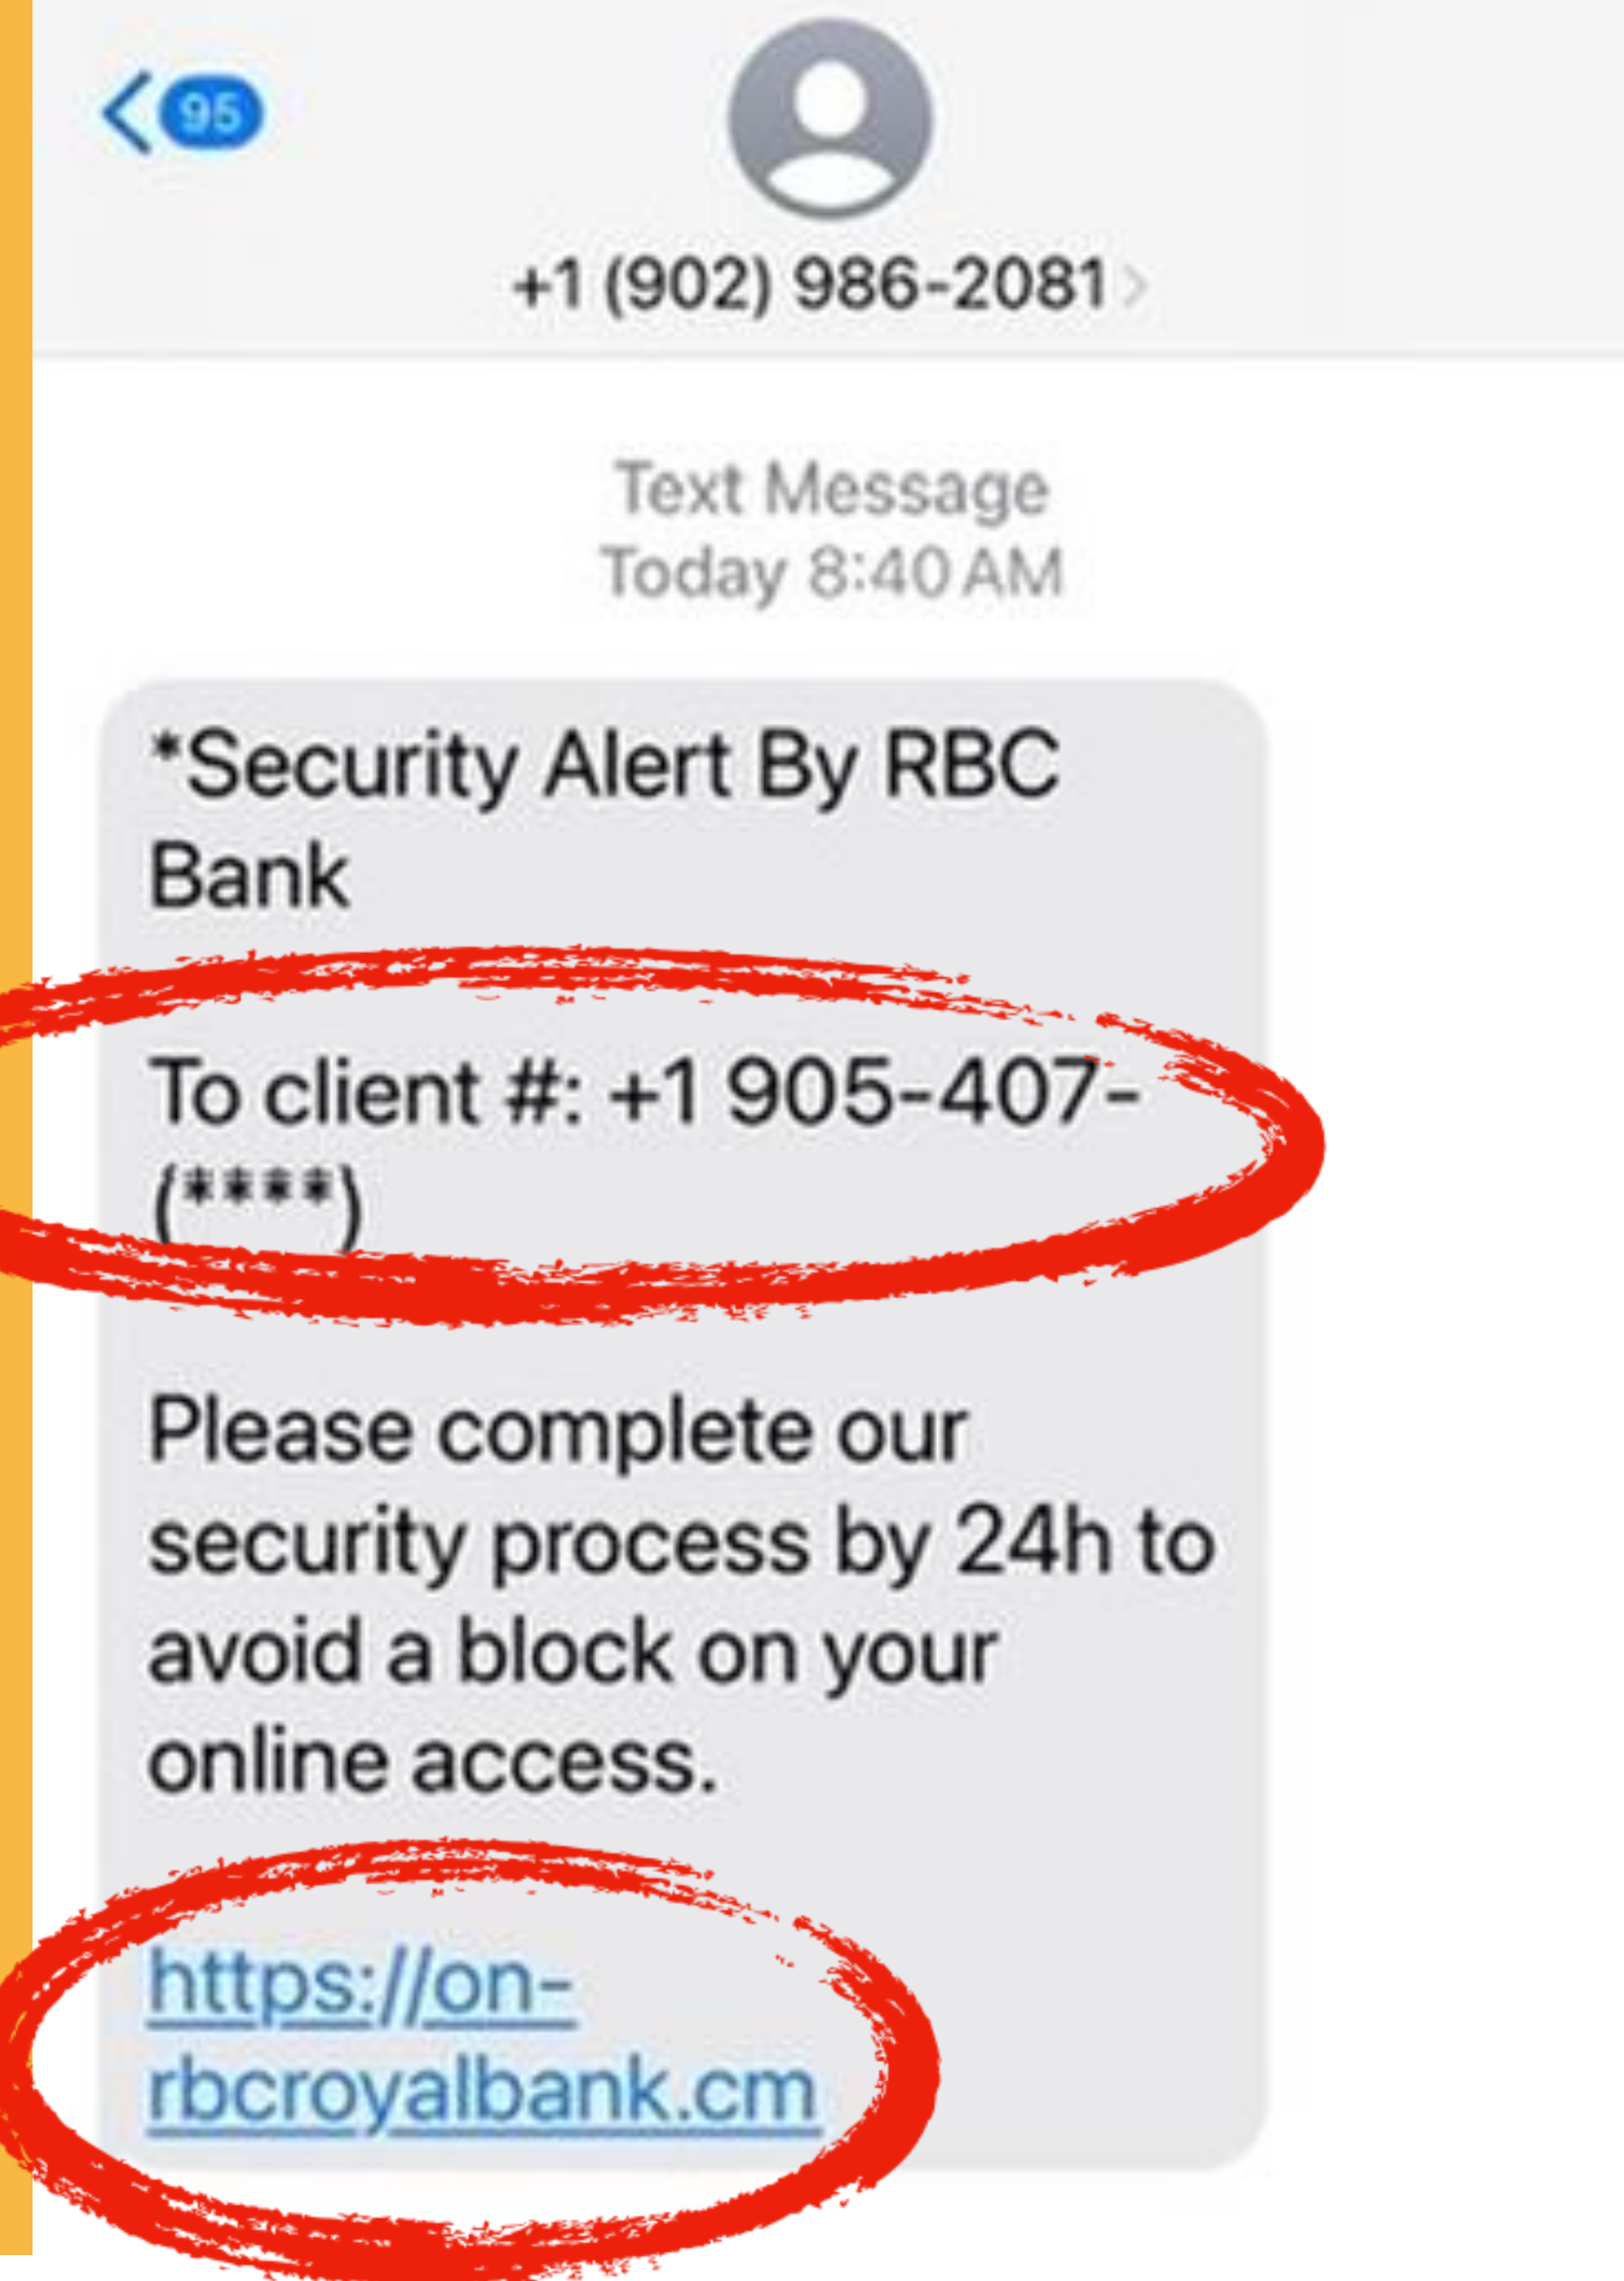 95
+1 (902) 986-2081
Text Message
Today 8:40 AM
*Security Alert By RBC
Bank
To client #: +1 905-407-
(****)
Please complete our
security process by 24h to
avoid a block on your
online access.
https://on-
rbcroyalbank.cm